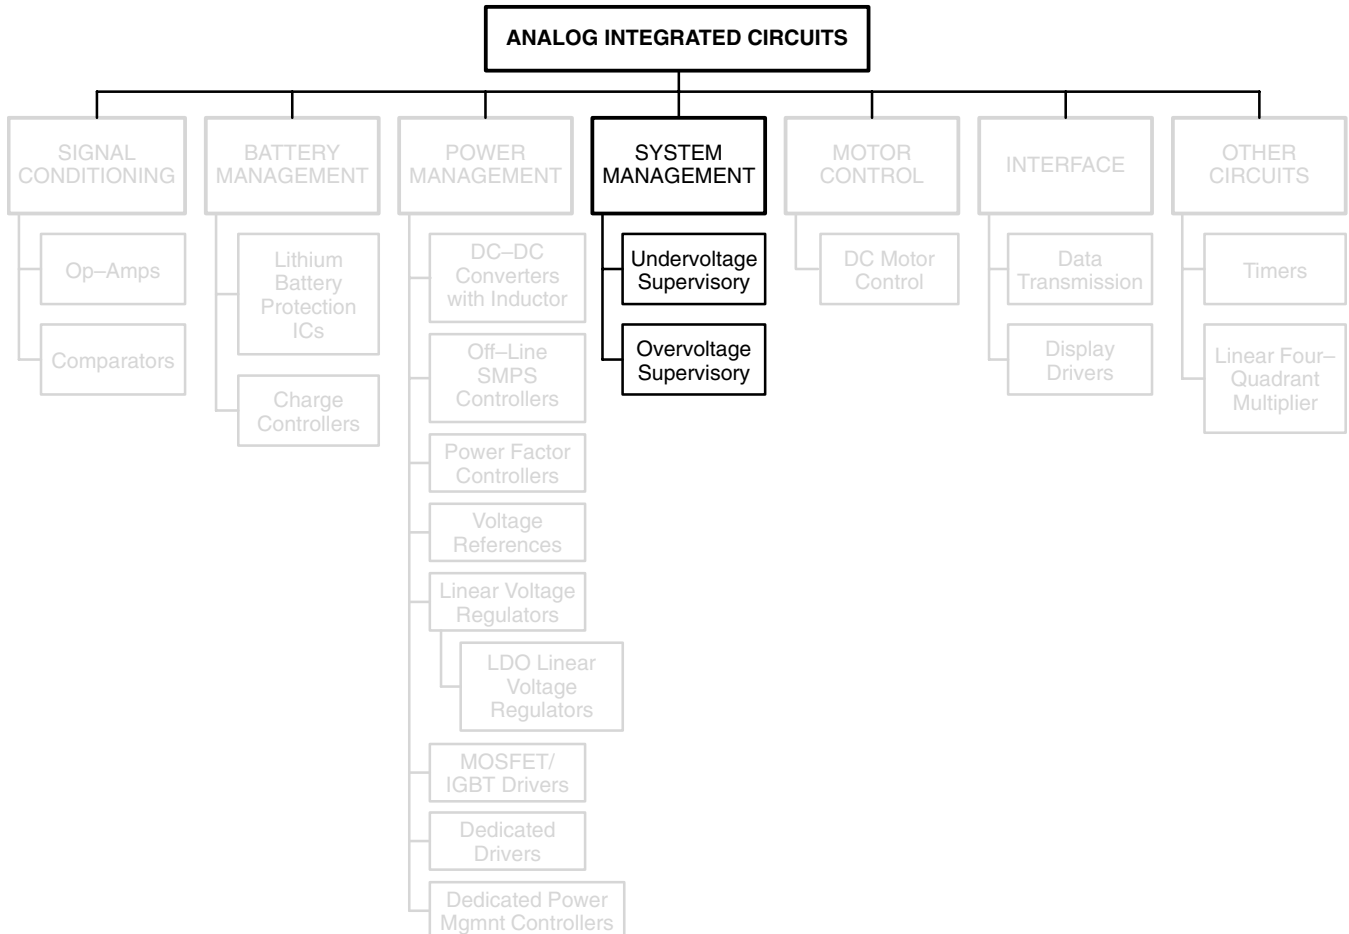 ANALOG INTEGRATED CIRCUITS
SIGNAL
CONDITIONING
Op–Amps
Comparators
BATTERY
MANAGEMENT
Lithium
Battery
Protection
ICs
Charge
Controllers
POWER
MANAGEMENT
DC–DC
Converters
with Inductor
Off–Line
SMPS
Controllers
Power Factor
Controllers
Voltage
References
Linear Voltage
Regulators
LDO Linear
Voltage
Regulators
MOSFET/
IGBT Drivers
Dedicated
Drivers
Dedicated Power
Mgmnt Controllers
SYSTEM
MANAGEMENT
Undervoltage
Supervisory
Overvoltage
Supervisory
MOTOR
CONTROL
DC Motor
Control
INTERFACE
Data
Transmission
Display
Drivers
OTHER
CIRCUITS
Timers
Linear Four–
Quadrant
Multiplier